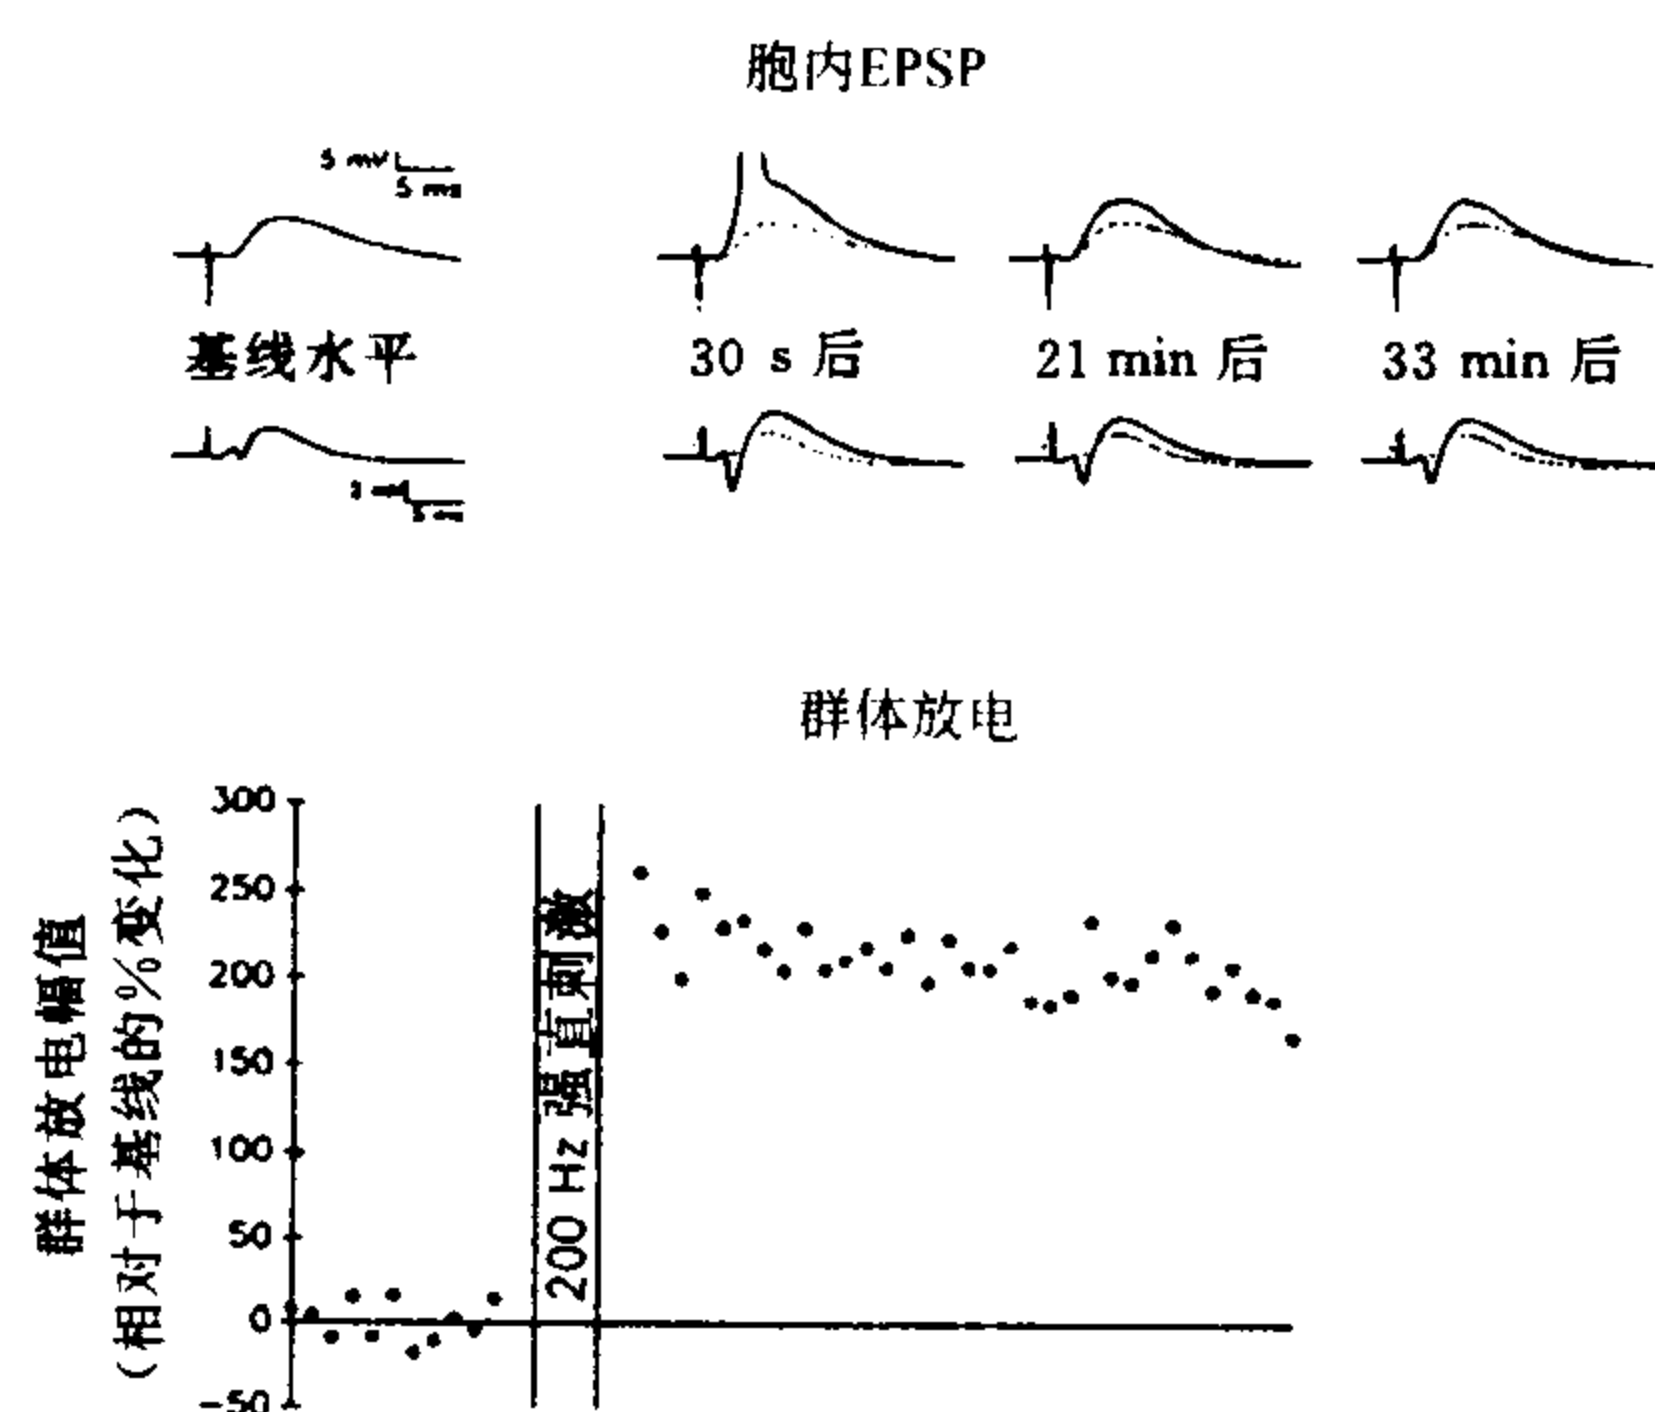 胞内EPSP
5 mV
5 ms
基线水平
30 s 后
21 min 后
33 min 后
5 ms
群体放电
群体放电幅值
(相对于基线的%变化)
300
250
200
150
100
50
0
-50
200 Hz 强直刺激